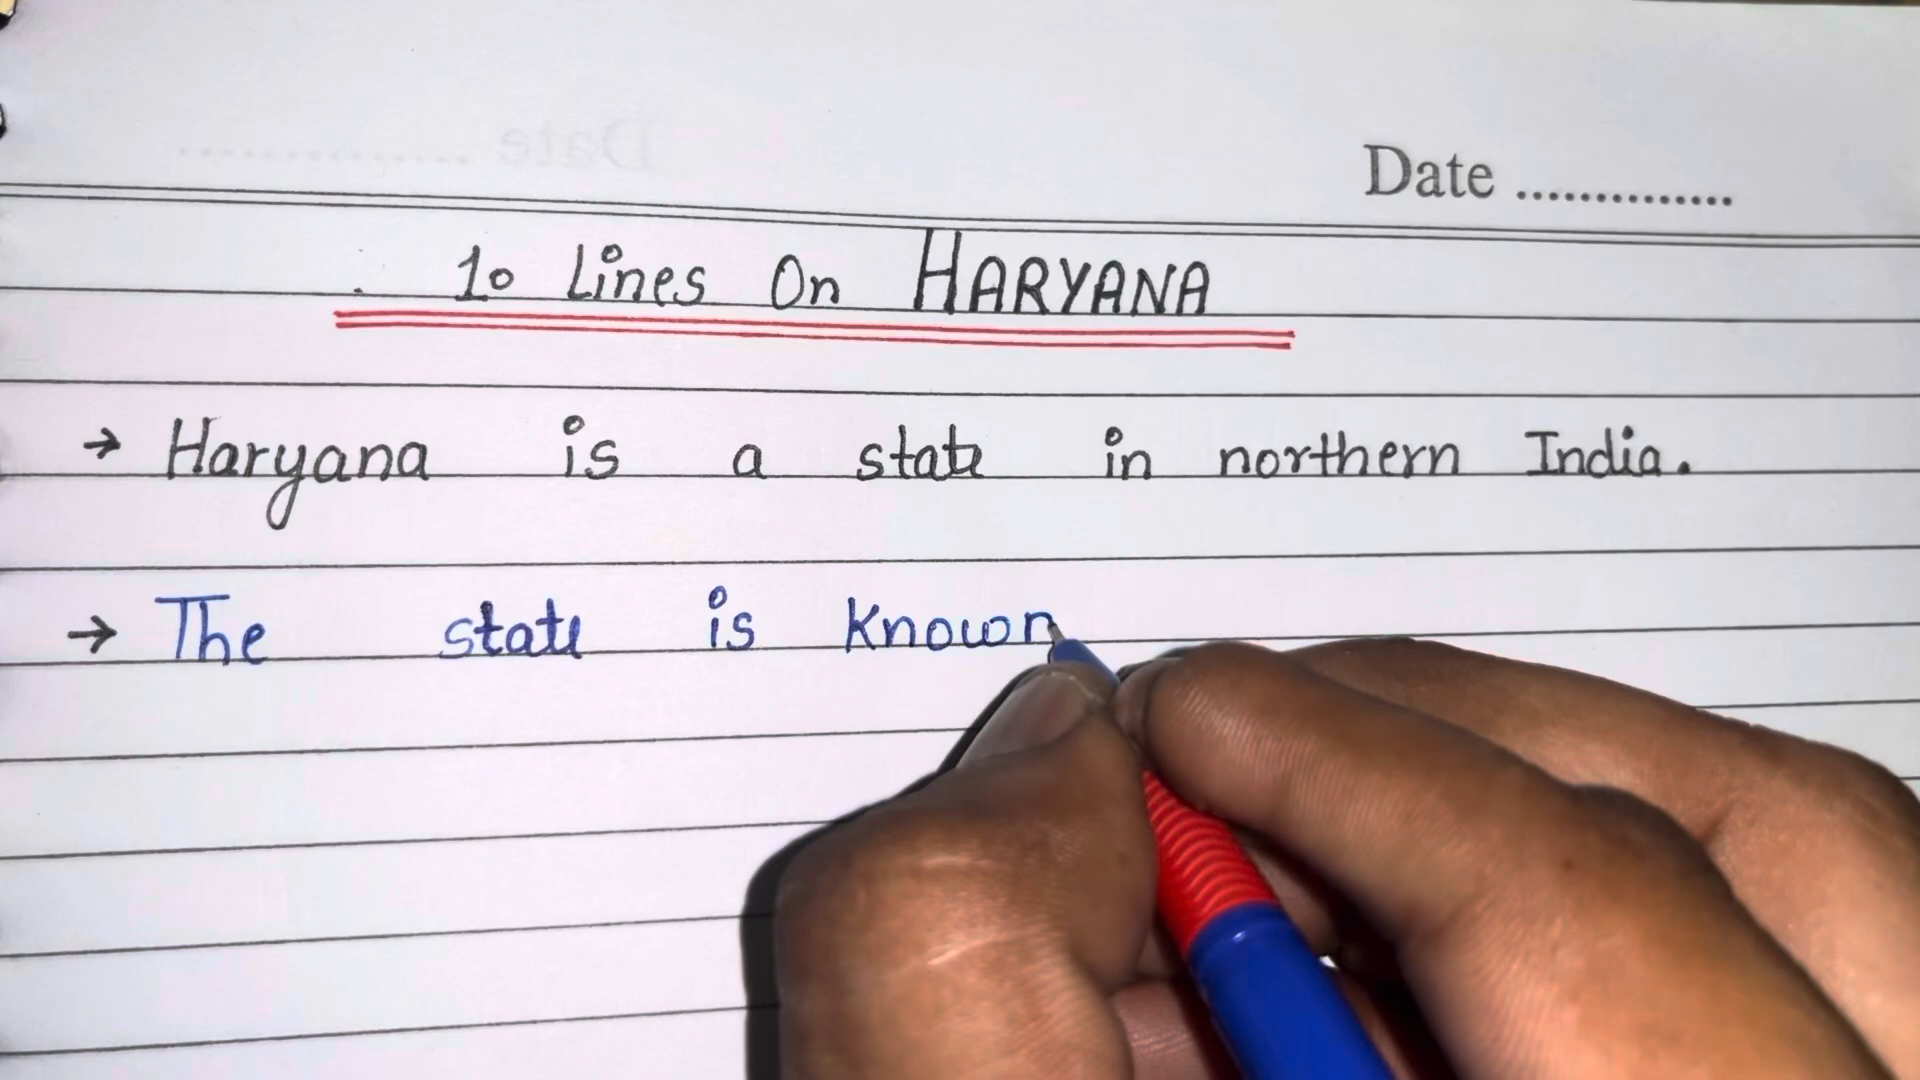 Date ..............
10 Lines On HARYANA
→ Haryana is a state in northern India.
→ The state is known